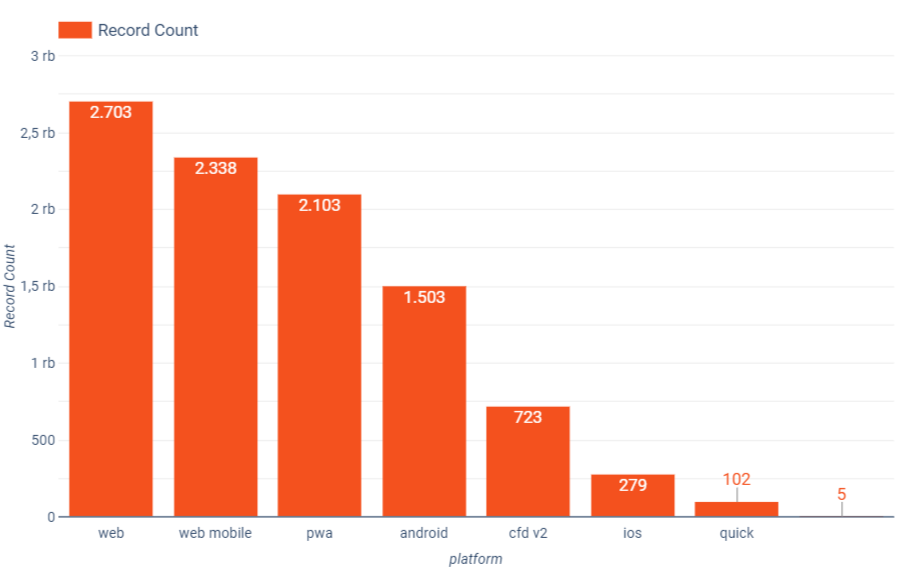 Record Count
3 rb
2,5 rb
2 rb
1,5 rb
1 rb
500
0
Record Count
2.703
2.338
2.103
1.503
723
279
102
5
web
web mobile
pwa
android
cfd v2
ios
quick
platform